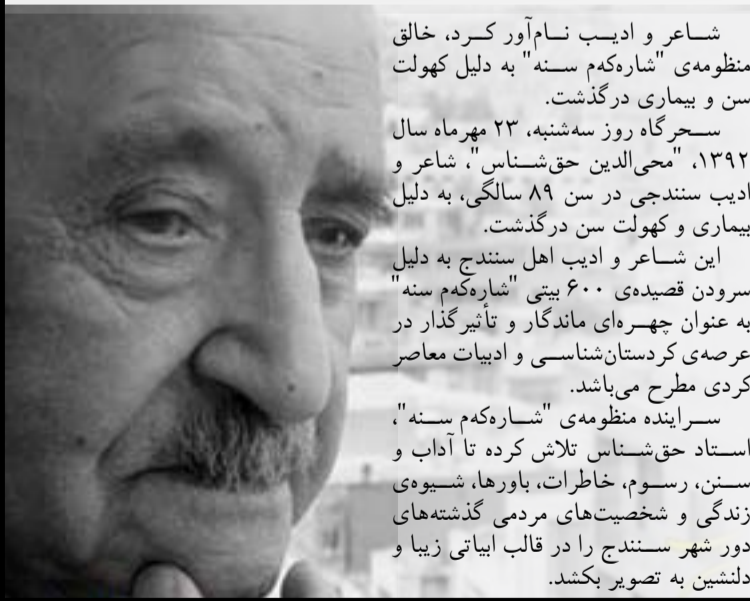 شاعر و ادیب نام‌آور کرد، خالق
منظومه‌ی "شاره‌که‌م سنه" به دلیل کهولت
سن و بیماری درگذشت.
سحرگاه روز سه‌شنبه، ۲۳ مهرماه سال
۱۳۹۲، "محی‌الدین حق‌شناس"، شاعر و
ادیب سنندجی در سن ۸۹ سالگی، به دلیل
بیماری و کهولت سن درگذشت.
این شاعر و ادیب اهل سنندج به دلیل
سرودن قصیده‌ی ۶۰۰ بیتی "شاره‌که‌م سنه"
به عنوان چهره‌ای ماندگار و تأثیرگذار در
عرصه‌ی کردستان‌شناسی و ادبیات معاصر
کردی مطرح می‌باشد.
سراینده منظومه‌ی "شاره‌که‌م سنه"،
استاد حق‌شناس تلاش کرده تا آداب و
سنن، رسوم، خاطرات، باورها، شیوه‌ی
زندگی و شخصیت‌های مردمی گذشته‌های
دور شهر سنندج را در قالب ابیاتی زیبا و
دلنشین به تصویر بکشد.